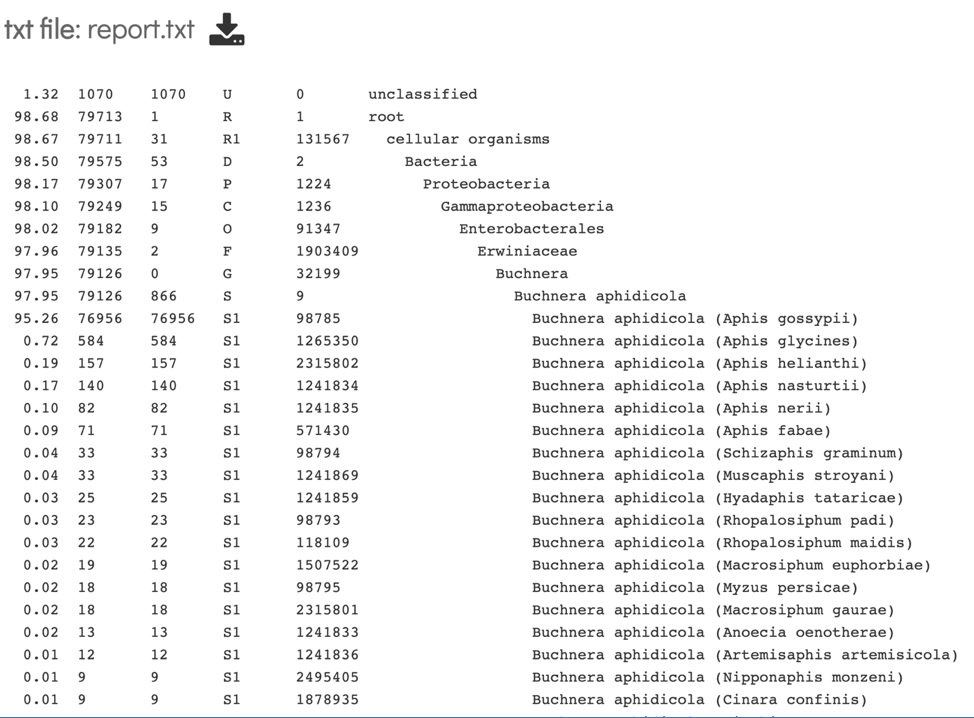 txt file: report.txt
1.32 1070 1070 U 0 unclassified
98.68 79713 1 R 1 root
98.67 79711 31 R1 131567 cellular organisms
98.50 79575 53 D 2 Bacteria
98.17 79307 17 P 1224 Proteobacteria
98.10 79249 15 C 1236 Gammaproteobacteria
98.02 79182 9 O 91347 Enterobacterales
97.96 79135 2 F 1903409 Erwiniaceae
97.95 79126 0 G 32199 Buchnera
97.95 79126 866 S 9 Buchnera aphidicola
95.26 76956 76956 S1 98785 Buchnera aphidicola (Aphis gossypii)
0.72 584 584 S1 1265350 Buchnera aphidicola (Aphis glycines)
0.19 157 157 S1 2315802 Buchnera aphidicola (Aphis helianthi)
0.17 140 140 S1 1241834 Buchnera aphidicola (Aphis nasturtii)
0.10 82 82 S1 1241835 Buchnera aphidicola (Aphis nerii)
0.09 71 71 S1 571430 Buchnera aphidicola (Aphis fabae)
0.04 33 33 S1 98794 Buchnera aphidicola (Schizaphis graminum)
0.04 33 33 S1 1241869 Buchnera aphidicola (Muscaphis stroyani)
0.03 25 25 S1 1241859 Buchnera aphidicola (Hyadaphis tataricae)
0.03 23 23 S1 98793 Buchnera aphidicola (Rhopalosiphum padi)
0.03 22 22 S1 118109 Buchnera aphidicola (Rhopalosiphum maidis)
0.02 19 19 S1 1507522 Buchnera aphidicola (Macrosiphum euphorbiae)
0.02 18 18 S1 98795 Buchnera aphidicola (Myzus persicae)
0.02 18 18 S1 2315801 Buchnera aphidicola (Macrosiphum gaurae)
0.02 13 13 S1 1241833 Buchnera aphidicola (Anoecia oenotherae)
0.01 12 12 S1 1241836 Buchnera aphidicola (Artemisaphis artemisicola)
0.01 9 9 S1 2495405 Buchnera aphidicola (Nipponaphis monzeni)
0.01 9 9 S1 1878935 Buchnera aphidicola (Cinara confinis)